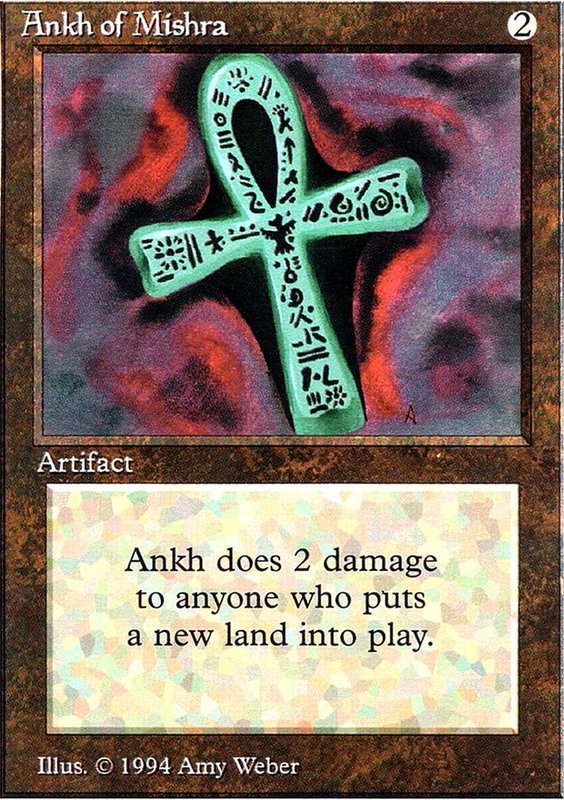 Ankh of Mishra 2
Artifact
Ankh does 2 damage
to anyone who puts
a new land into play.
Illus. © 1994 Amy Weber